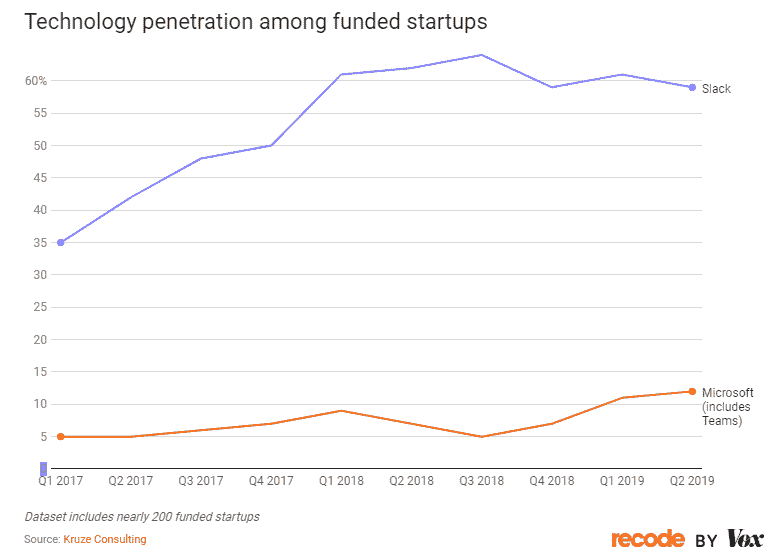 Technology penetration among funded startups
60%
55
50
45
40
35
30
25
20
15
10
5
Slack
Microsoft
(includes
Teams)
Q1 2017 Q2 2017 Q3 2017 Q4 2017 Q1 2018 Q2 2018 Q3 2018 Q4 2018 Q1 2019 Q2 2019
Dataset includes nearly 200 funded startups
Source: Kruze Consulting
recode BY Vox